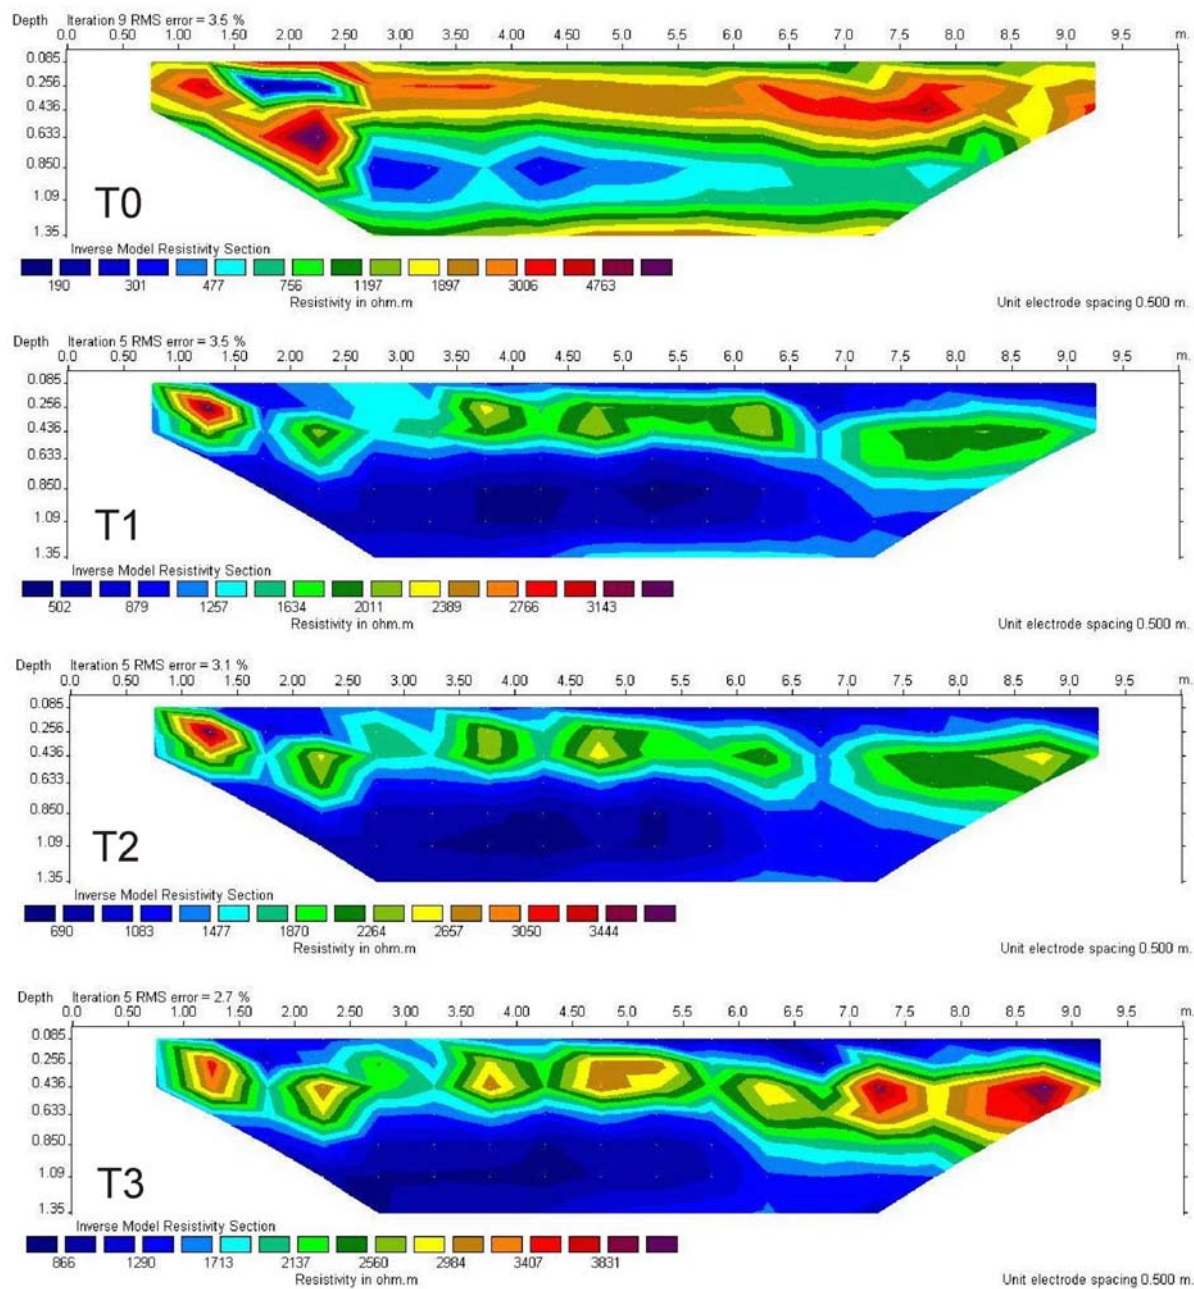 Depth Iteration 9 RMS error = 3.5 %
0.0 0.50 1.00 1.50 2.00 2.50 3.00 3.50 4.00 4.50 5.0 5.5 6.0 6.5 7.0 7.5 8.0 8.5 9.0 9.5 m.
0.085
0.256
0.436
0.633
0.850
1.09
1.35
T0
Inverse Model Resistivity Section
190 301 477 756 1197 1897 3006 4763
Resistivity in ohm.m
Unit electrode spacing 0.500 m.
Depth Iteration 5 RMS error = 3.5 %
0.0 0.50 1.00 1.50 2.00 2.50 3.00 3.50 4.00 4.50 5.0 5.5 6.0 6.5 7.0 7.5 8.0 8.5 9.0 9.5 m.
0.085
0.256
0.436
0.633
0.850
1.09
1.35
T1
Inverse Model Resistivity Section
502 879 1257 1634 2011 2389 2766 3143
Resistivity in ohm.m
Unit electrode spacing 0.500 m.
Depth Iteration 5 RMS error = 3.1 %
0.0 0.50 1.00 1.50 2.00 2.50 3.00 3.50 4.00 4.50 5.0 5.5 6.0 6.5 7.0 7.5 8.0 8.5 9.0 9.5 m.
0.085
0.256
0.436
0.633
0.850
1.09
1.35
T2
Inverse Model Resistivity Section
690 1083 1477 1870 2264 2657 3050 3444
Resistivity in ohm.m
Unit electrode spacing 0.500 m.
Depth Iteration 5 RMS error = 2.7 %
0.0 0.50 1.00 1.50 2.00 2.50 3.00 3.50 4.00 4.50 5.0 5.5 6.0 6.5 7.0 7.5 8.0 8.5 9.0 9.5 m.
0.085
0.256
0.436
0.633
0.850
1.09
1.35
T3
Inverse Model Resistivity Section
866 1290 1713 2137 2560 2984 3407 3831
Resistivity in ohm.m
Unit electrode spacing 0.500 m.